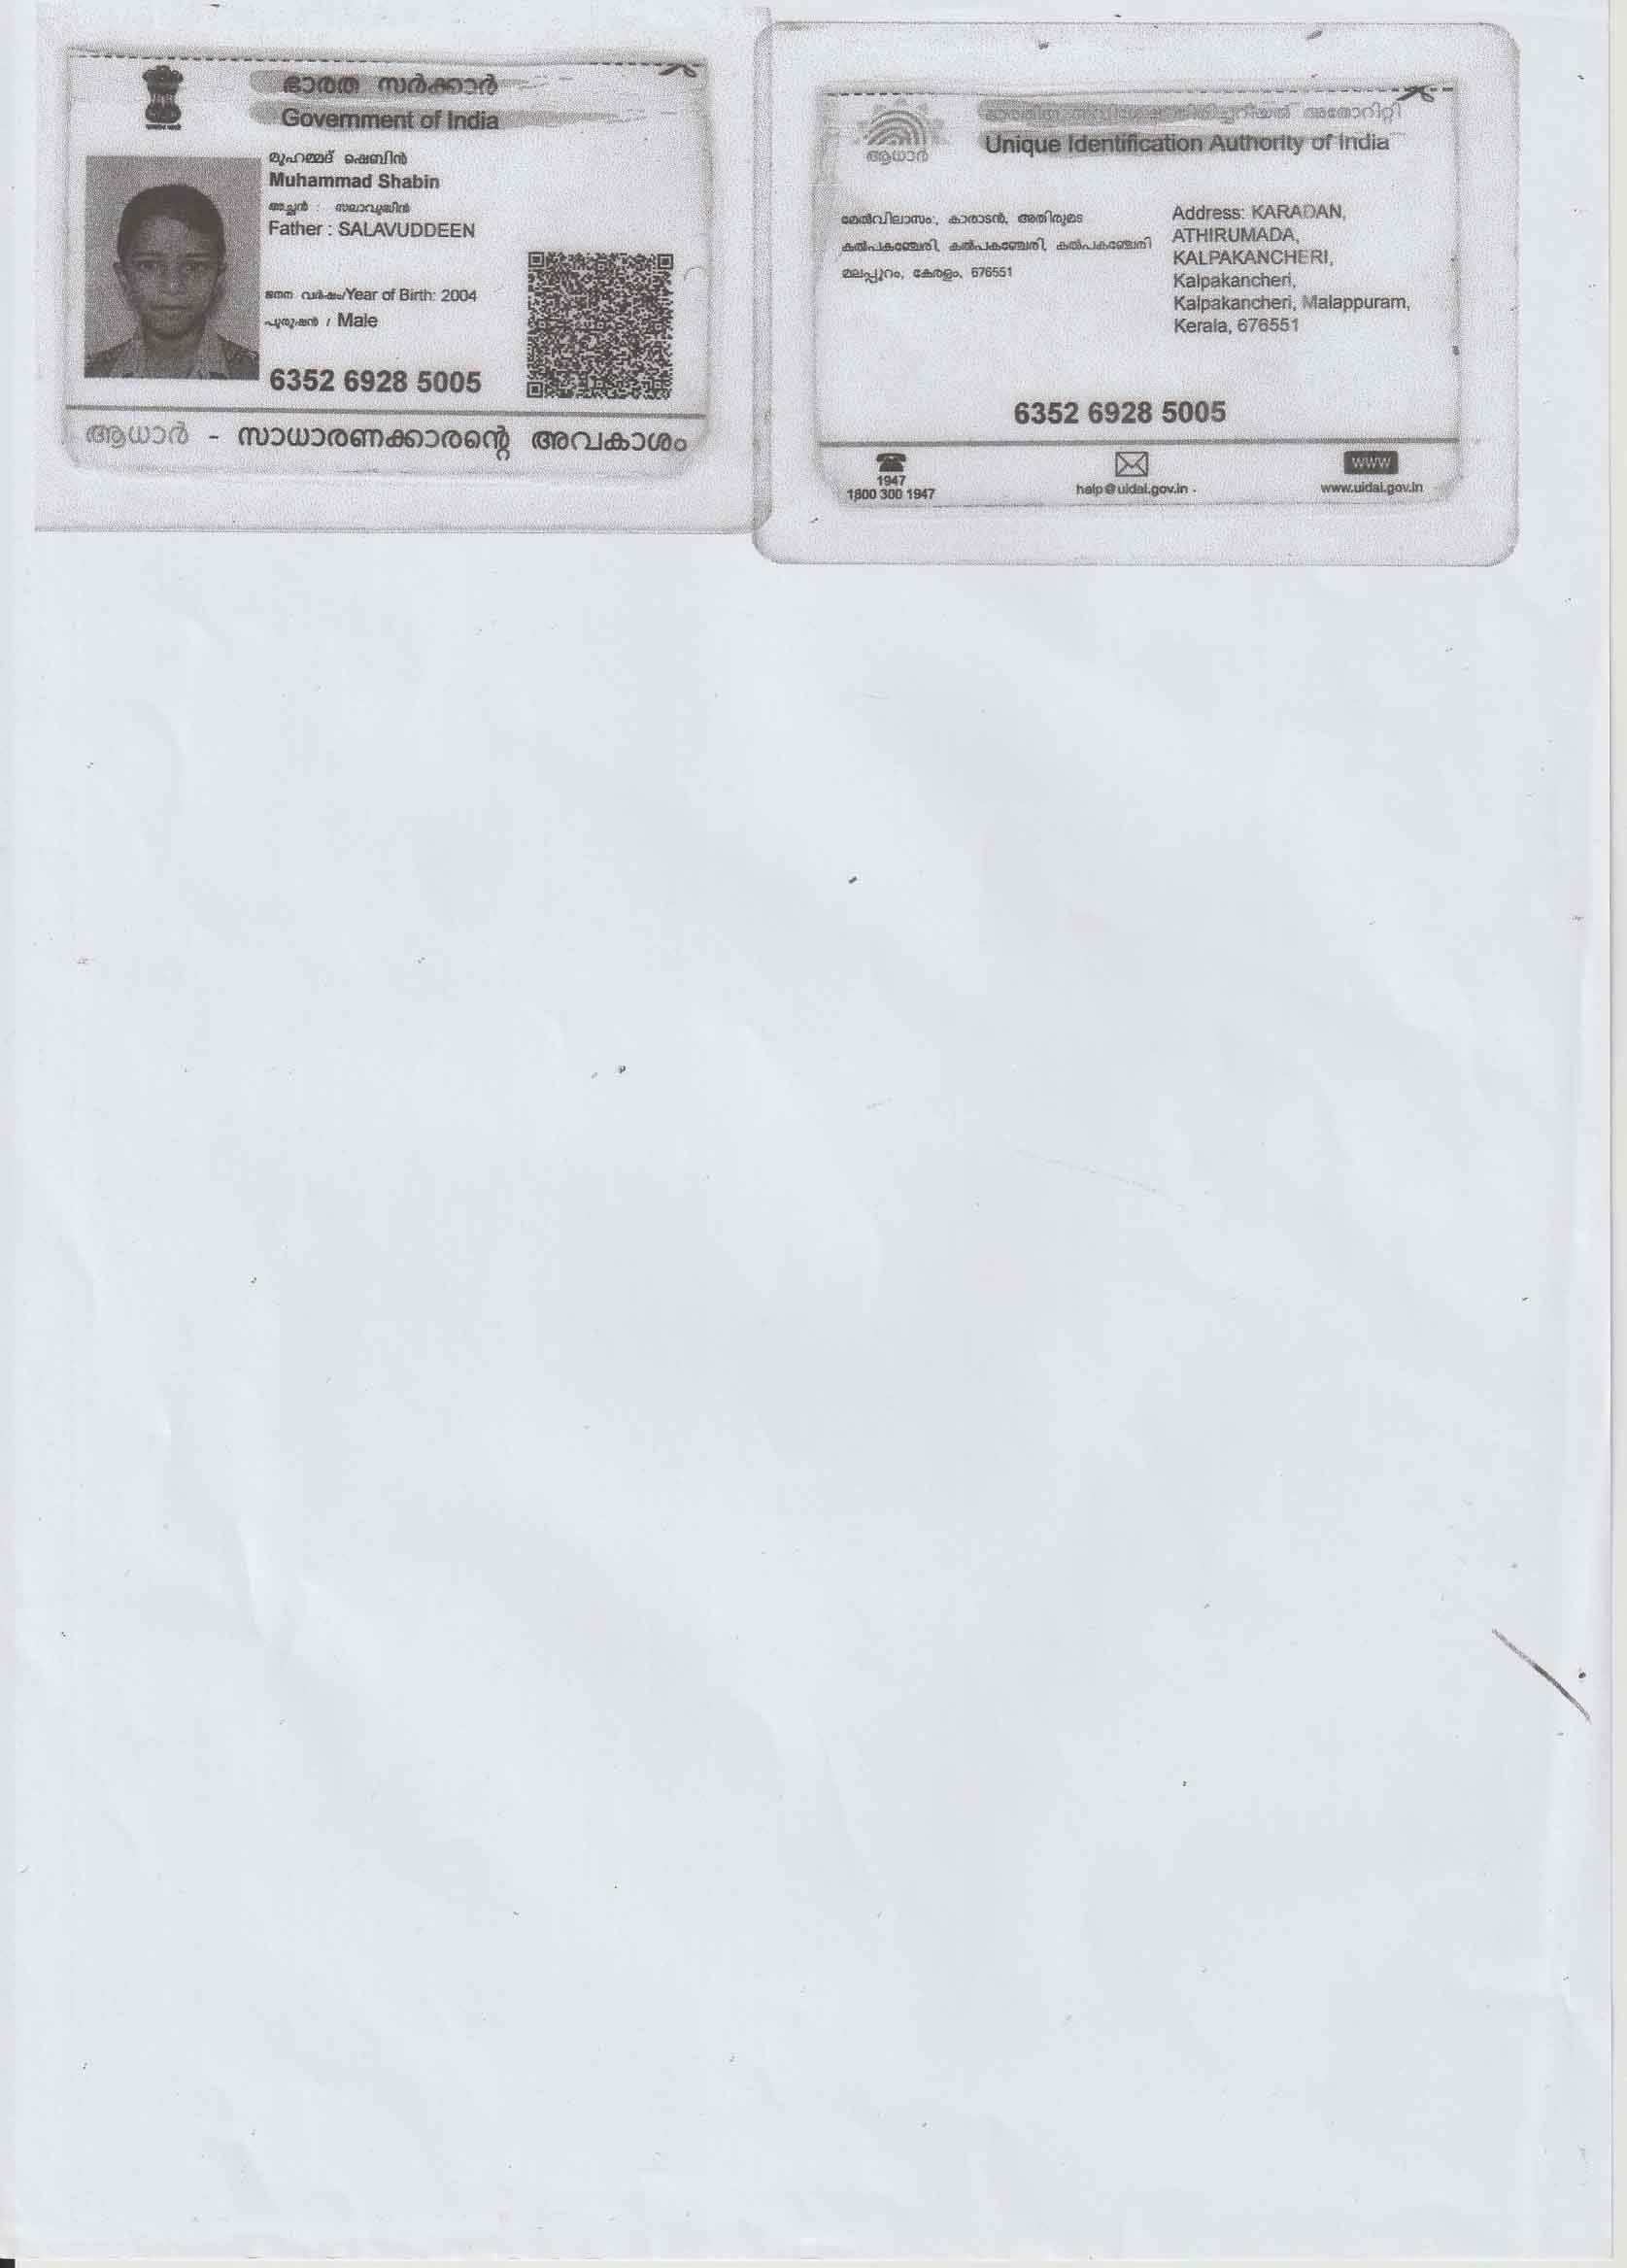 ഭാരത സർക്കാർ
Government of India
മുഹമ്മദ് ഷെബിൻ
Muhammad Shabin
അച്ഛൻ : സലാവുദ്ധീൻ
Father : SALAVUDDEEN
ജനന വർഷം/Year of Birth: 2004
പുരുഷൻ / Male
6352 6928 5005
ആധാർ - സാധാരണക്കാരന്റെ അവകാശം
അതോറിറ്റി
Unique Identification Authority of India
ആധാർ
മേൽവിലാസം:, കാരാടൻ, അതിരുമട
കൽപകഞ്ചേരി, കൽപകഞ്ചേരി, കൽപകഞ്ചേരി
മലപ്പുറം, കേരളം, 676551
Address: KARADAN,
ATHIRUMADA,
KALPAKANCHERI,
Kalpakancheri,
Kalpakancheri, Malappuram,
Kerala, 676551
6352 6928 5005
1947
1800 300 1947
help@uidai.gov.in
WWW
www.uidai.gov.in